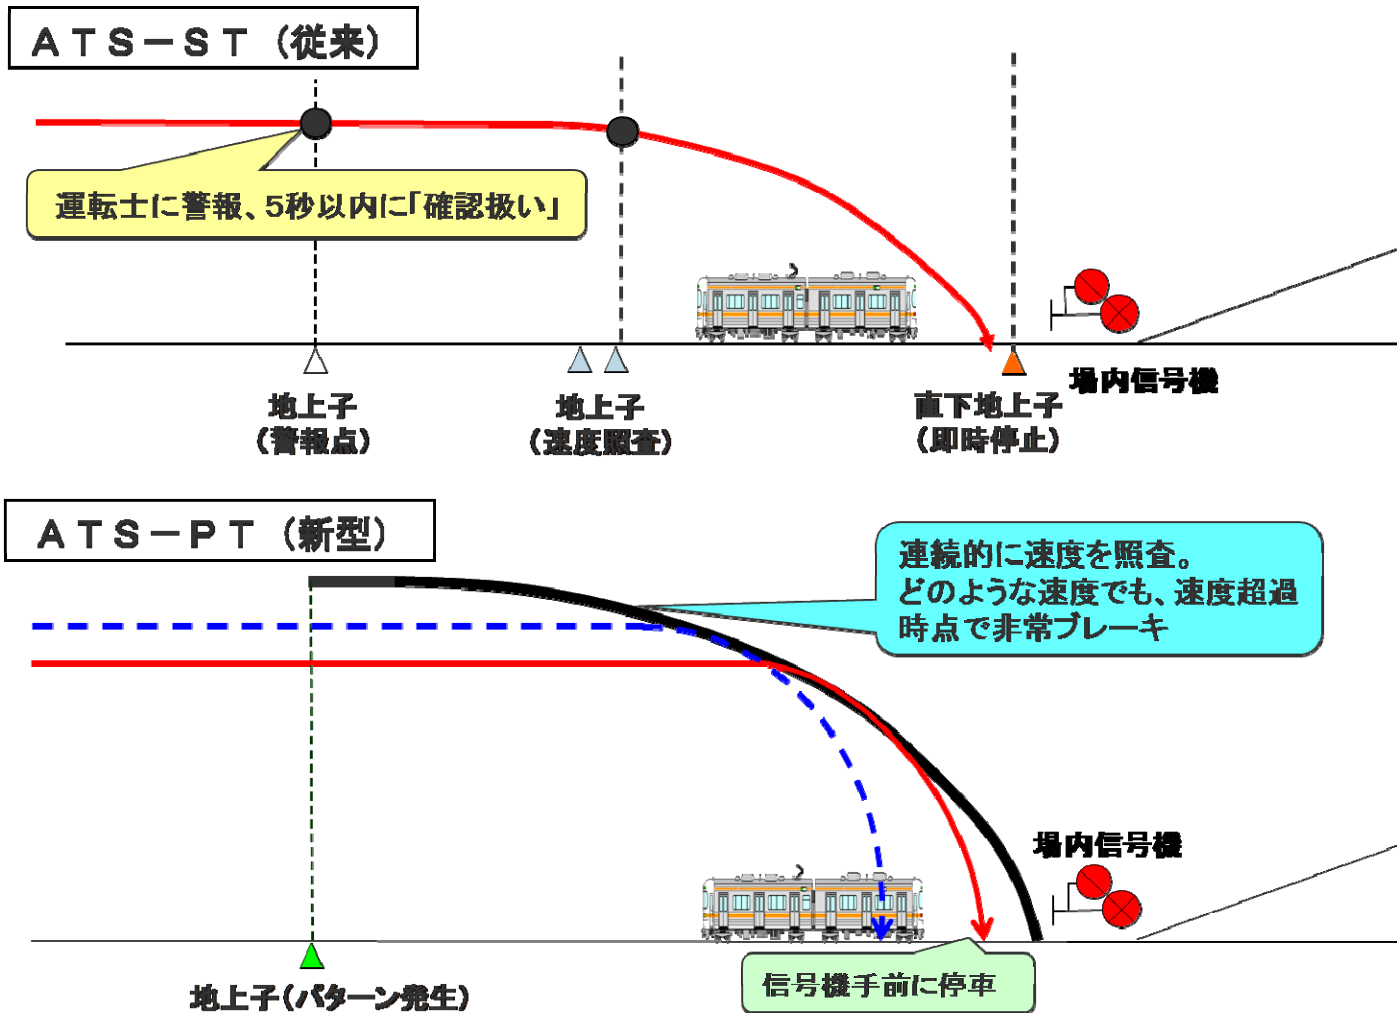 ATS-ST (従来)
運転士に警報、5秒以内に「確認扱い」
場内信号機
地上子
(警報点)
地上子
(速度照査)
直下地上子
(即時停止)
ATS-PT (新型)
連続的に速度を照査。
どのような速度でも、速度超過
時点で非常ブレーキ
場内信号機
信号機手前に停車
地上子(パターン発生)